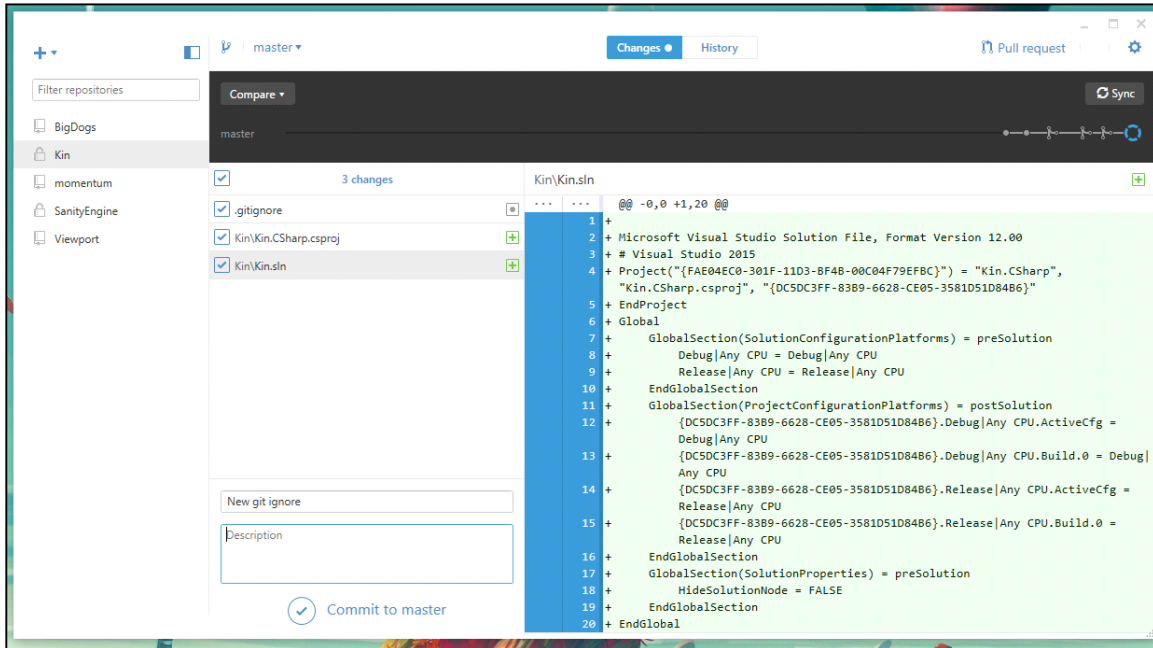 master
Changes
History
Pull request
Filter repositories
Compare
Sync
BigDogs
master
Kin
momentum
SanityEngine
Viewport
3 changes
.gitignore
Kin\Kin.CSharp.csproj
Kin\Kin.sln
New git ignore
Description
Commit to master
Kin\Kin.sln
... ... @@ -0,0 +1,20 @@
1 +
2 + Microsoft Visual Studio Solution File, Format Version 12.00
3 + # Visual Studio 2015
4 + Project("{FAE04EC0-301F-11D3-BF4B-00C04F79EFBC}") = "Kin.CSharp",
"Kin.CSharp.csproj", "{DC5DC3FF-83B9-6628-CE05-3581D51D84B6}"
5 + EndProject
6 + Global
7 + GlobalSection(SolutionConfigurationPlatforms) = preSolution
8 + Debug|Any CPU = Debug|Any CPU
9 + Release|Any CPU = Release|Any CPU
10 + EndGlobalSection
11 + GlobalSection(ProjectConfigurationPlatforms) = postSolution
12 + {DC5DC3FF-83B9-6628-CE05-3581D51D84B6}.Debug|Any CPU.ActiveCfg =
Debug|Any CPU
13 + {DC5DC3FF-83B9-6628-CE05-3581D51D84B6}.Debug|Any CPU.Build.0 = Debug|
Any CPU
14 + {DC5DC3FF-83B9-6628-CE05-3581D51D84B6}.Release|Any CPU.ActiveCfg =
Release|Any CPU
15 + {DC5DC3FF-83B9-6628-CE05-3581D51D84B6}.Release|Any CPU.Build.0 =
Release|Any CPU
16 + EndGlobalSection
17 + GlobalSection(SolutionProperties) = preSolution
18 + HideSolutionNode = FALSE
19 + EndGlobalSection
20 + EndGlobal